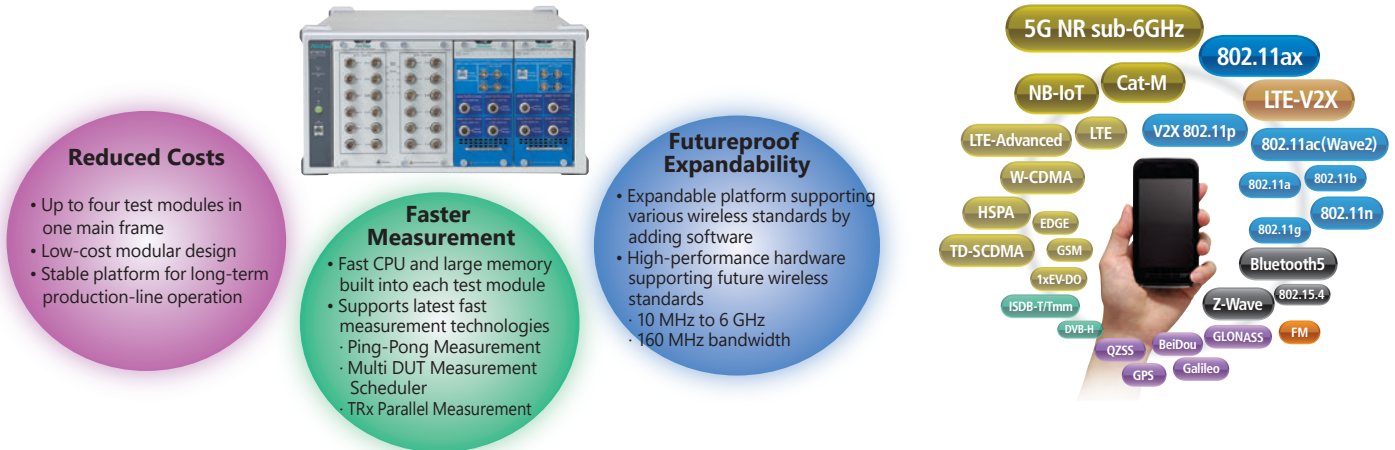 Reduced Costs
• Up to four test modules in
one main frame
• Low-cost modular design
• Stable platform for long-term
production-line operation
Faster
Measurement
• Fast CPU and large memory
built into each test module
• Supports latest fast
measurement technologies
· Ping-Pong Measurement
· Multi DUT Measurement
Scheduler
· TRx Parallel Measurement
Futureproof
Expandability
• Expandable platform supporting
various wireless standards by
adding software
• High-performance hardware
supporting future wireless
standards
· 10 MHz to 6 GHz
· 160 MHz bandwidth
5G NR sub-6GHz
802.11ax
Cat-M
NB-IoT
LTE-V2X
LTE-Advanced
LTE
V2X 802.11p
802.11ac(Wave2)
W-CDMA
802.11a
802.11b
HSPA
EDGE
802.11n
802.11g
TD-SCDMA
GSM
Bluetooth5
1xEV-DO
802.15.4
ISDB-T/Tmm
Z-Wave
DVB-H
QZSS
BeiDou
GLONASS
FM
GPS
Galileo